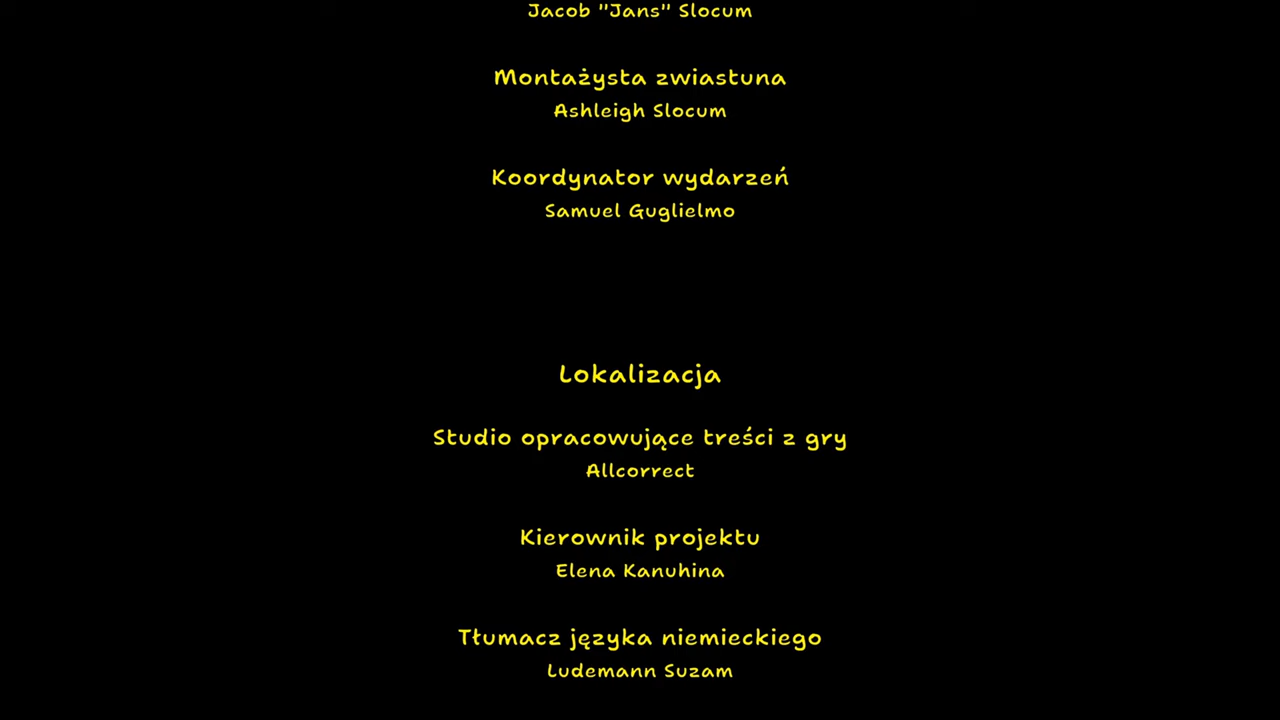 Jacob "Jans" Slocum
Montażysta zwiastuna
Ashleigh Slocum
Koordynator wydarzeń
Samuel Guglielmo
Lokalizacja
Studio opracowujące treści z gry
Allcorrect
Kierownik projektu
Elena Kanuhina
Tłumacz języka niemieckiego
Ludemann Suzam